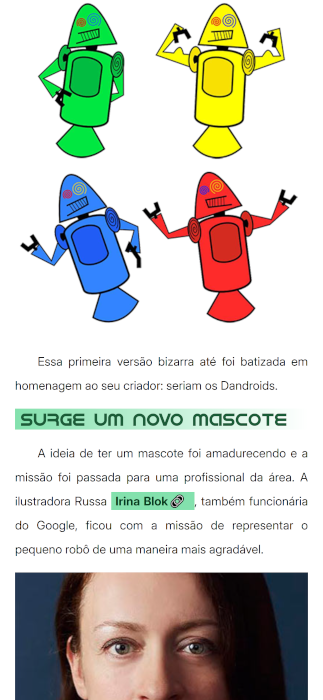 Essa primeira versão bizarra até foi batizada em
homenagem ao seu criador: seriam os Dandroids.
SURGE UM NOVO MASCOTE
A ideia de ter um mascote foi amadurecendo e a
missão foi passada para uma profissional da área. A
ilustradora Russa Irina Blok , também funcionária
do Google, ficou com a missão de representar o
pequeno robô de uma maneira mais agradável.